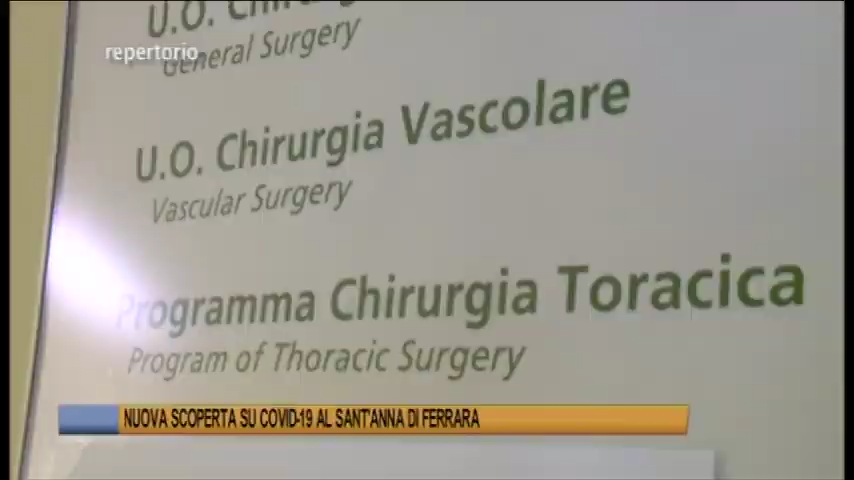 U.O. Chirurg
repertorio
General Surgery
U.O. Chirurgia Vascolare
Vascular Surgery
Programma Chirurgia Toracica
Program of Thoracic Surgery
NUOVA SCOPERTA SU COVID-19 AL SANT'ANNA DI FERRARA